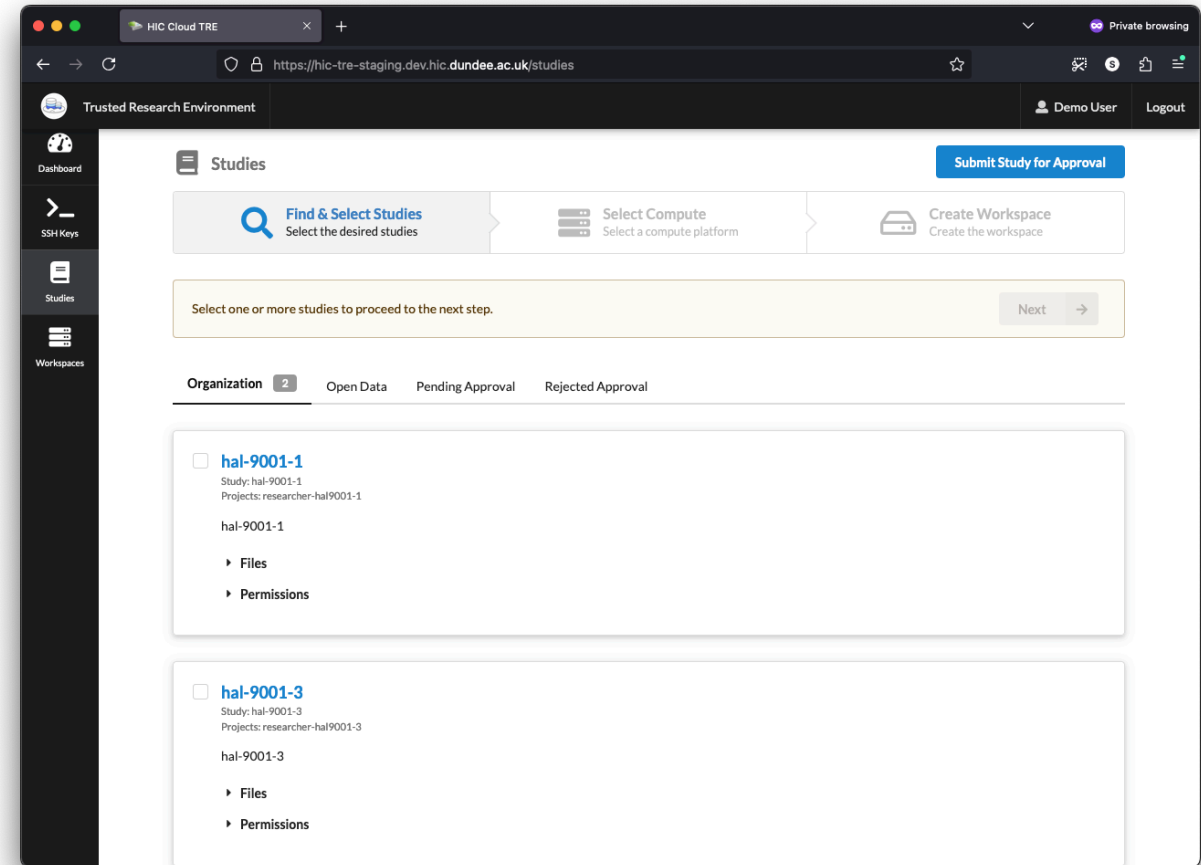 HIC Cloud TRE
Private browsing
https://hic-tre-staging.dev.hic.dundee.ac.uk/studies
S
Trusted Research Environment
Demo User
Logout
Dashboard
SSH Keys
Studies
Workspaces
Studies
Submit Study for Approval
Find & Select Studies
Select the desired studies
Select Compute
Select a compute platform
Create Workspace
Create the workspace
Select one or more studies to proceed to the next step.
Next
Organization 2
Open Data
Pending Approval
Rejected Approval
hal-9001-1
Study: hal-9001-1
Projects: researcher-hal9001-1
hal-9001-1
Files
Permissions
hal-9001-3
Study: hal-9001-3
Projects: researcher-hal9001-3
hal-9001-3
Files
Permissions